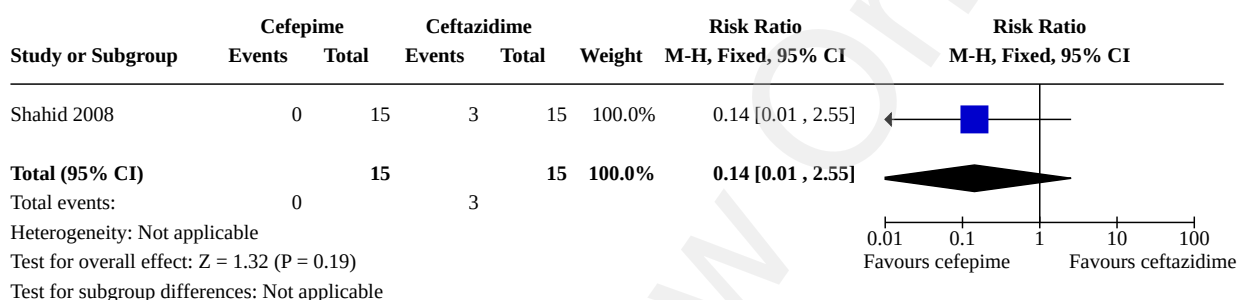 Cefepime Ceftazidime Risk Ratio Risk Ratio
Study or Subgroup Events Total Events Total Weight M-H, Fixed, 95% CI M-H, Fixed, 95% CI
Shahid 2008 0 15 3 15 100.0% 0.14 [0.01 , 2.55]
Total (95% CI) 15 15 100.0% 0.14 [0.01 , 2.55]
Total events: 0 3
Heterogeneity: Not applicable
Test for overall effect: Z = 1.32 (P = 0.19)
Test for subgroup differences: Not applicable
0.01 0.1 1 10 100
Favours cefepime Favours ceftazidime